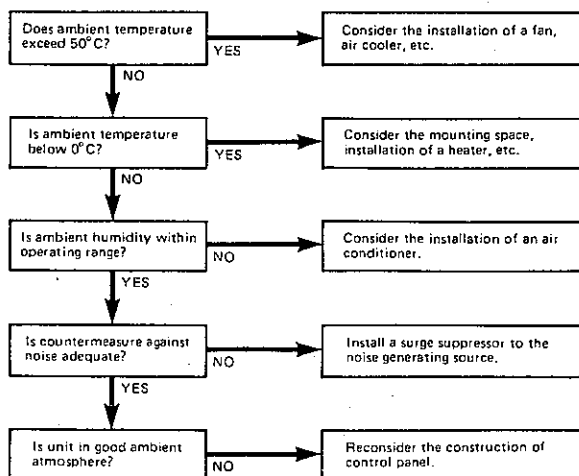 Does ambient temperature
exceed 50°C?
YES
Consider the installation of a fan,
air cooler, etc.
NO
Is ambient temperature
below 0°C?
YES
Consider the mounting space,
installation of a heater, etc.
NO
Is ambient humidity within
operating range?
NO
Consider the installation of an air
conditioner.
YES
Is countermeasure against
noise adequate?
NO
Install a surge suppressor to the
noise generating source.
YES
Is unit in good ambient
atmosphere?
NO
Reconsider the construction of
control panel.